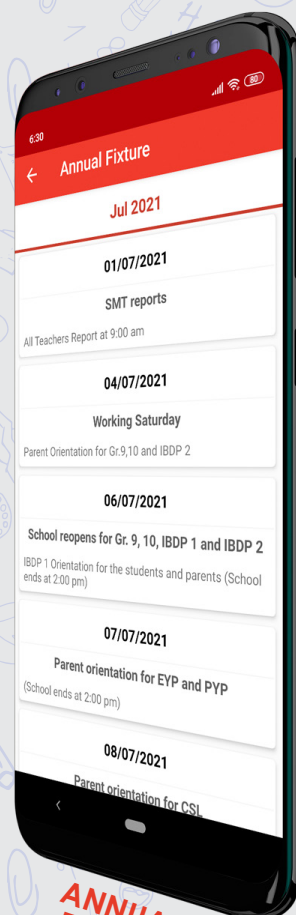 6:30
80
Annual Fixture
Jul 2021
01/07/2021
SMT reports
All Teachers Report at 9:00 am
04/07/2021
Working Saturday
Parent Orientation for Gr.9,10 and IBDP 2
06/07/2021
School reopens for Gr. 9, 10, IBDP 1 and IBDP 2
IBDP 1 Orientation for the students and parents (School
ends at 2:00 pm)
07/07/2021
Parent orientation for EYP and PYP
(School ends at 2:00 pm)
08/07/2021
Parent orientation for CSL